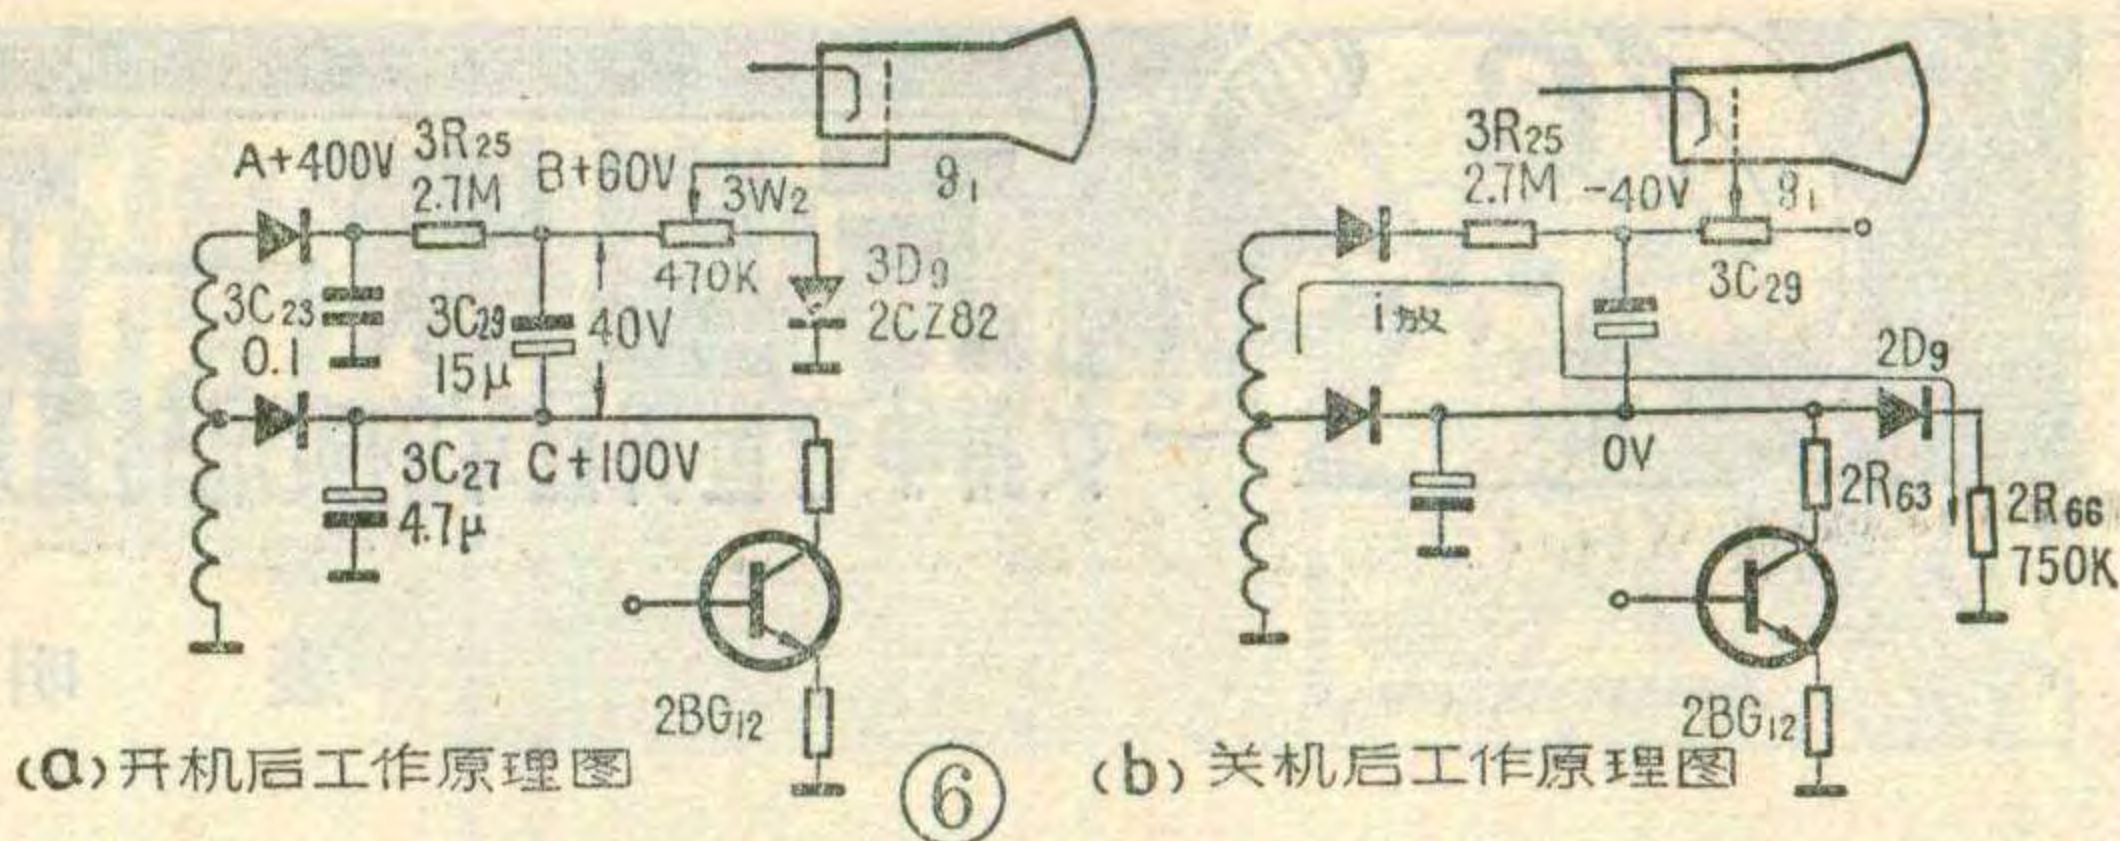 A+400V
3R25
2.7M
B+60V
3W2
470K
g1
3D9
2CZ82
3C23
0.1
3C29
15μ
40V
3C27
4.7μ
C+100V
2BG12
(a)开机后工作原理图
⑥
3R25
2.7M
-40V
g1
3C29
i放
2D9
0V
2R63
2R66
750K
2BG12
(b)关机后工作原理图